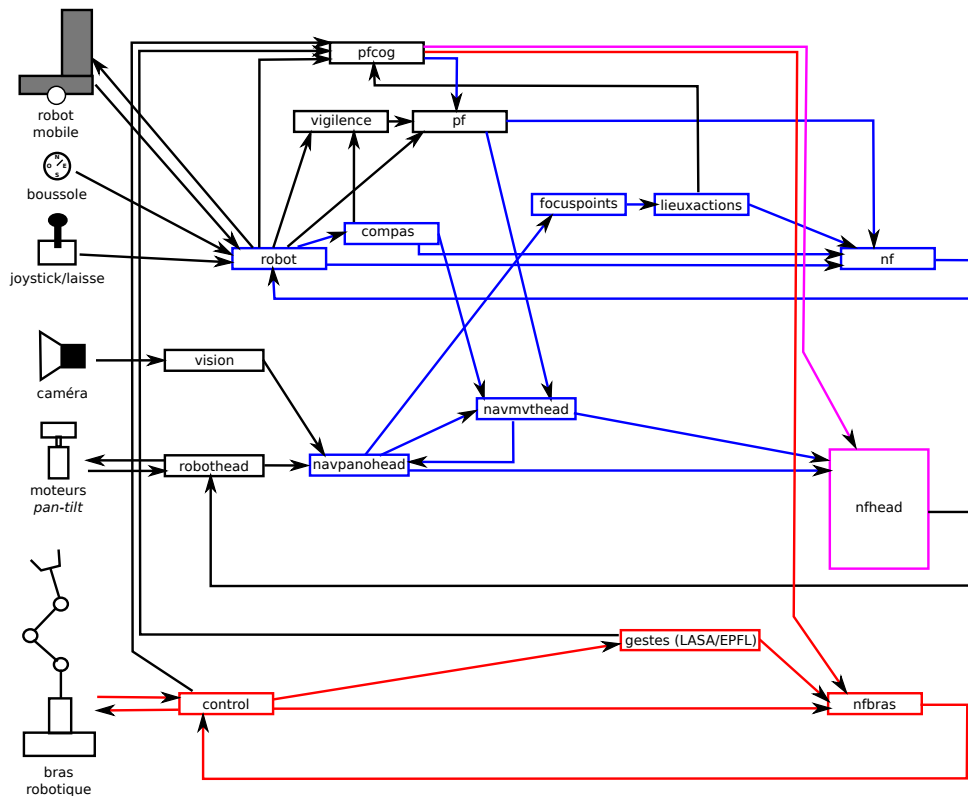 pfcog
robot
mobile
vigilence
pf
N
O
E
S
boussole
focuspoints
lieuxactions
compas
robot
nf
joystick/laisse
vision
caméra
navmvthead
robothead
navpanohead
moteurs
pan-tilt
nfhead
gestes (LASA/EPFL)
control
nfbras
bras
robotique